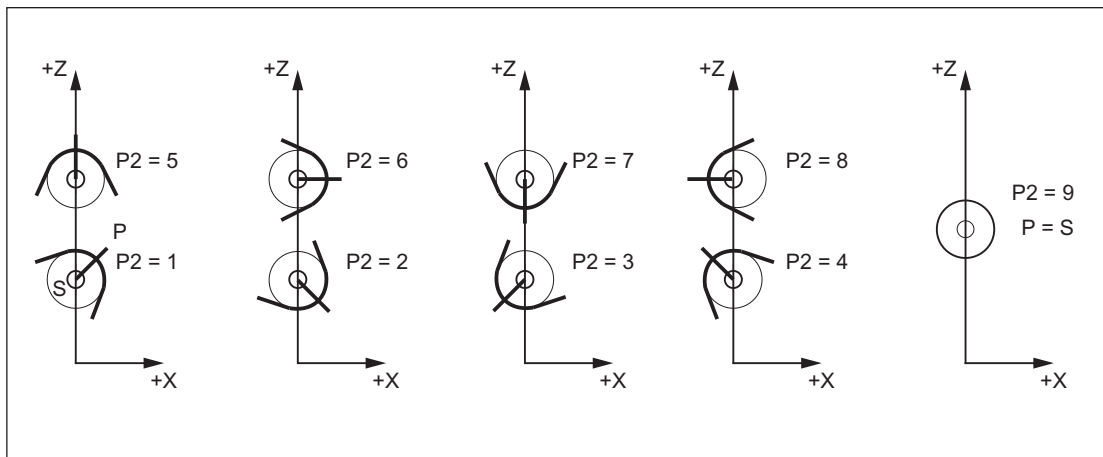 +Z +Z +Z +Z +Z
P2 = 5 P2 = 6 P2 = 7 P2 = 8
P2 = 9
P
P = S
P2 = 1 P2 = 2 P2 = 3 P2 = 4
S
+X +X +X +X +X